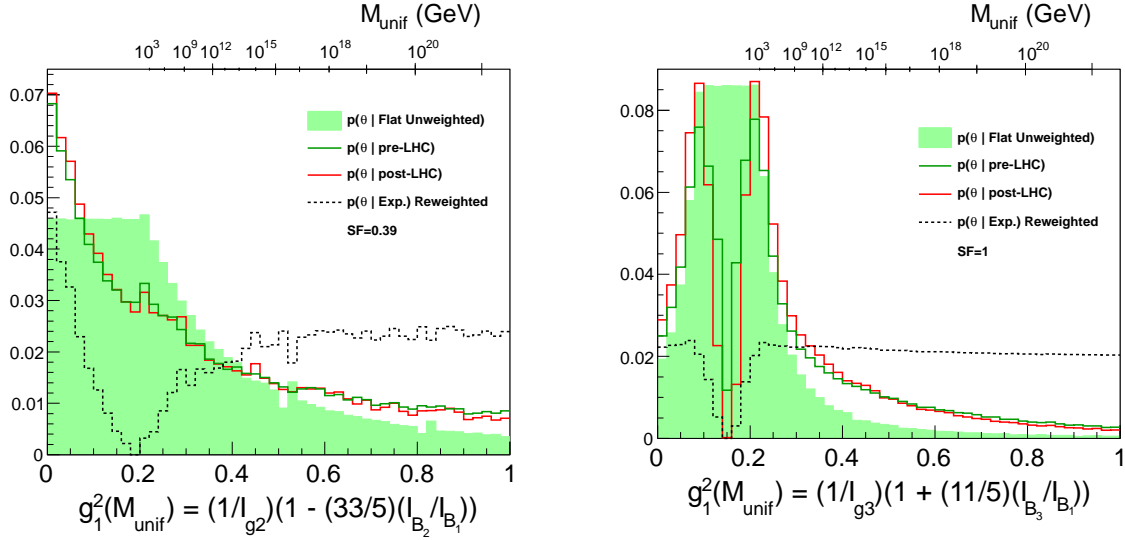 M_unif (GeV)
10^3 10^9 10^12 10^15 10^18 10^20
0.07
0.06
0.05
0.04
0.03
0.02
0.01
0
p(θ | Flat Unweighted)
p(θ | pre-LHC)
p(θ | post-LHC)
p(θ | Exp.) Reweighted
SF=0.39
0 0.2 0.4 0.6 0.8 1
g_1^2(M_unif) = (1/I_g2)(1 - (33/5)(I_B_2/I_B_1))
M_unif (GeV)
10^3 10^9 10^12 10^15 10^18 10^20
0.08
0.06
0.04
0.02
0
p(θ | Flat Unweighted)
p(θ | pre-LHC)
p(θ | post-LHC)
p(θ | Exp.) Reweighted
SF=1
0 0.2 0.4 0.6 0.8 1
g_1^2(M_unif) = (1/I_g3)(1 + (11/5)(I_B_3/I_B_1))